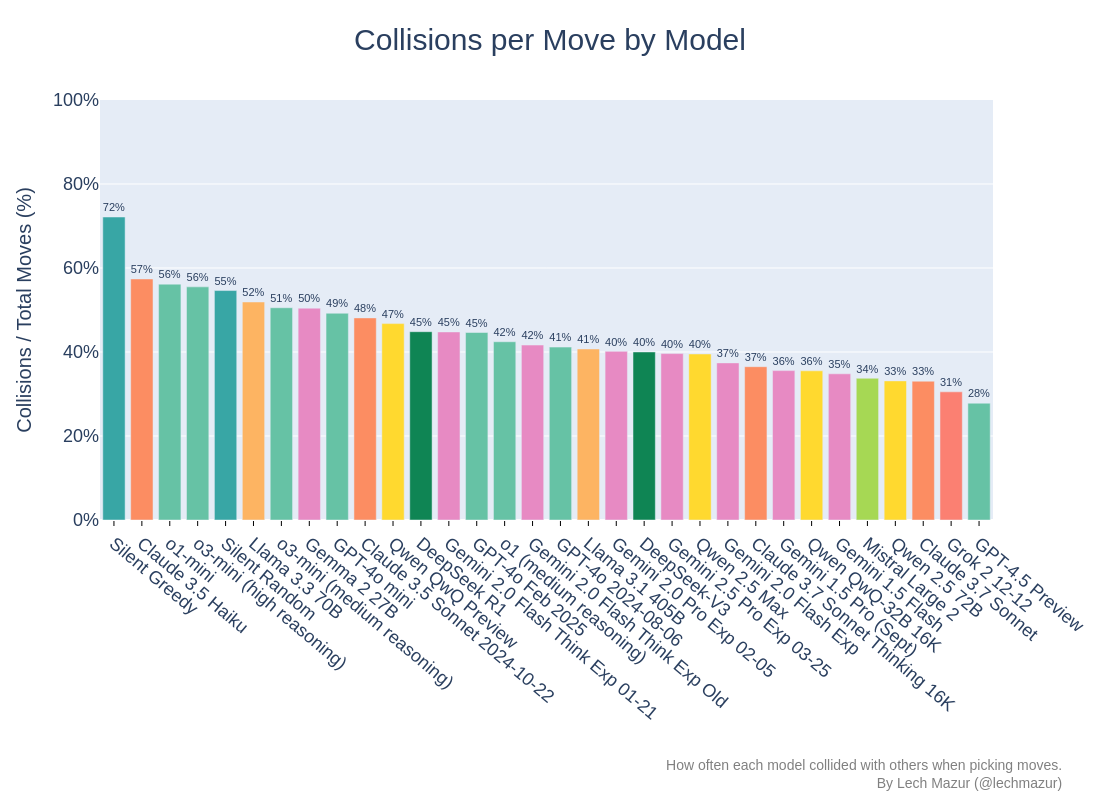 Collisions per Move by Model
Collisions / Total Moves (%)
100%
80%
60%
40%
20%
0%
72%
57%
56%
56%
55%
52%
51%
50%
49%
48%
47%
45%
45%
45%
42%
42%
41%
41%
40%
40%
40%
40%
37%
37%
36%
36%
35%
34%
33%
33%
31%
28%
Silent Greedy
Claude 3.5 Haiku
o1-mini
o3-mini (high reasoning)
Silent Random
Llama 3.3 70B
o3-mini (medium reasoning)
Gemma 2 27B
GPT-4o mini
Claude 3.5 Sonnet 2024-10-22
Qwen QwQ Preview
DeepSeek R1
Gemini 2.0 Flash Think Exp 01-21
GPT-4o Feb 2025
o1 (medium reasoning)
Gemini 2.0 Flash Think Exp Old
GPT-4o 2024-08-06
Llama 3.1 405B
Gemini 2.0 Pro Exp 02-05
DeepSeek-V3
Gemini 2.5 Pro Exp 03-25
Qwen 2.5 Max
Gemini 2.0 Flash Exp
Claude 3.7 Sonnet Thinking 16K
Gemini 1.5 Pro (Sept)
Qwen QwQ-32B 16K
Gemini 1.5 Flash
Mistral Large 2
Qwen 2.5 72B
Claude 3.7 Sonnet
Grok 2 12-12
GPT-4.5 Preview
How often each model collided with others when picking moves.
By Lech Mazur (@lechmazur)